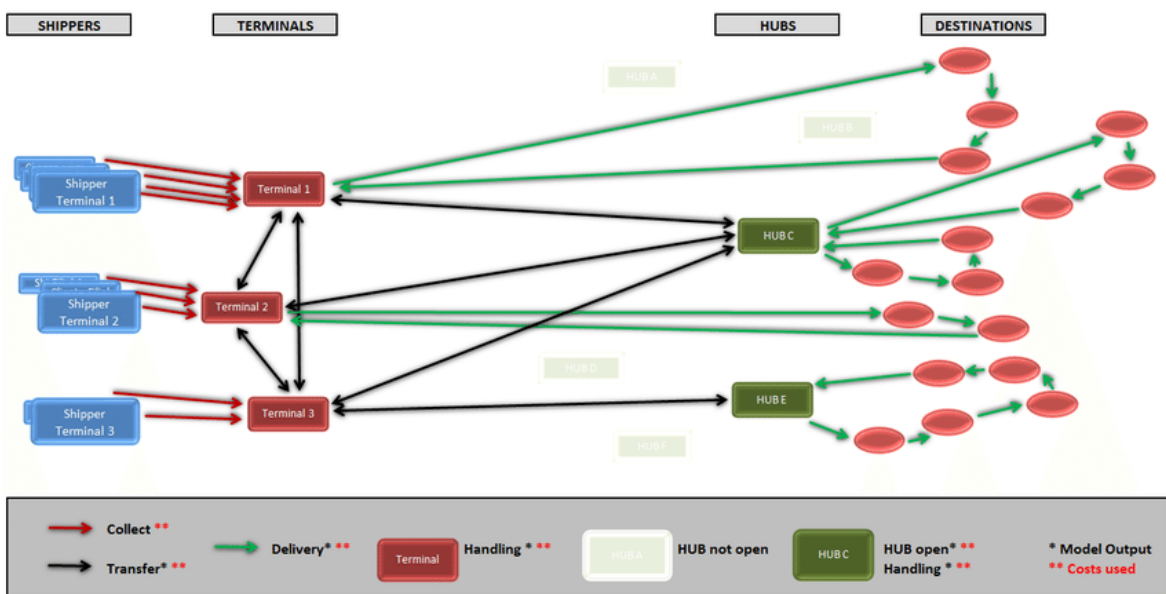 SHIPPERS
TERMINALS
HUBS
DESTINATIONS
HUB A
HUB B
Shipper
Terminal 1
Terminal 1
HUB C
Shipper
Terminal 2
Terminal 2
HUB D
Shipper
Terminal 3
Terminal 3
HUB E
HUB F
Collect **
Transfer* **
Delivery* **
Terminal
Handling * **
HUB A
HUB not open
HUB C
HUB open* **
Handling * **
* Model Output
** Costs used